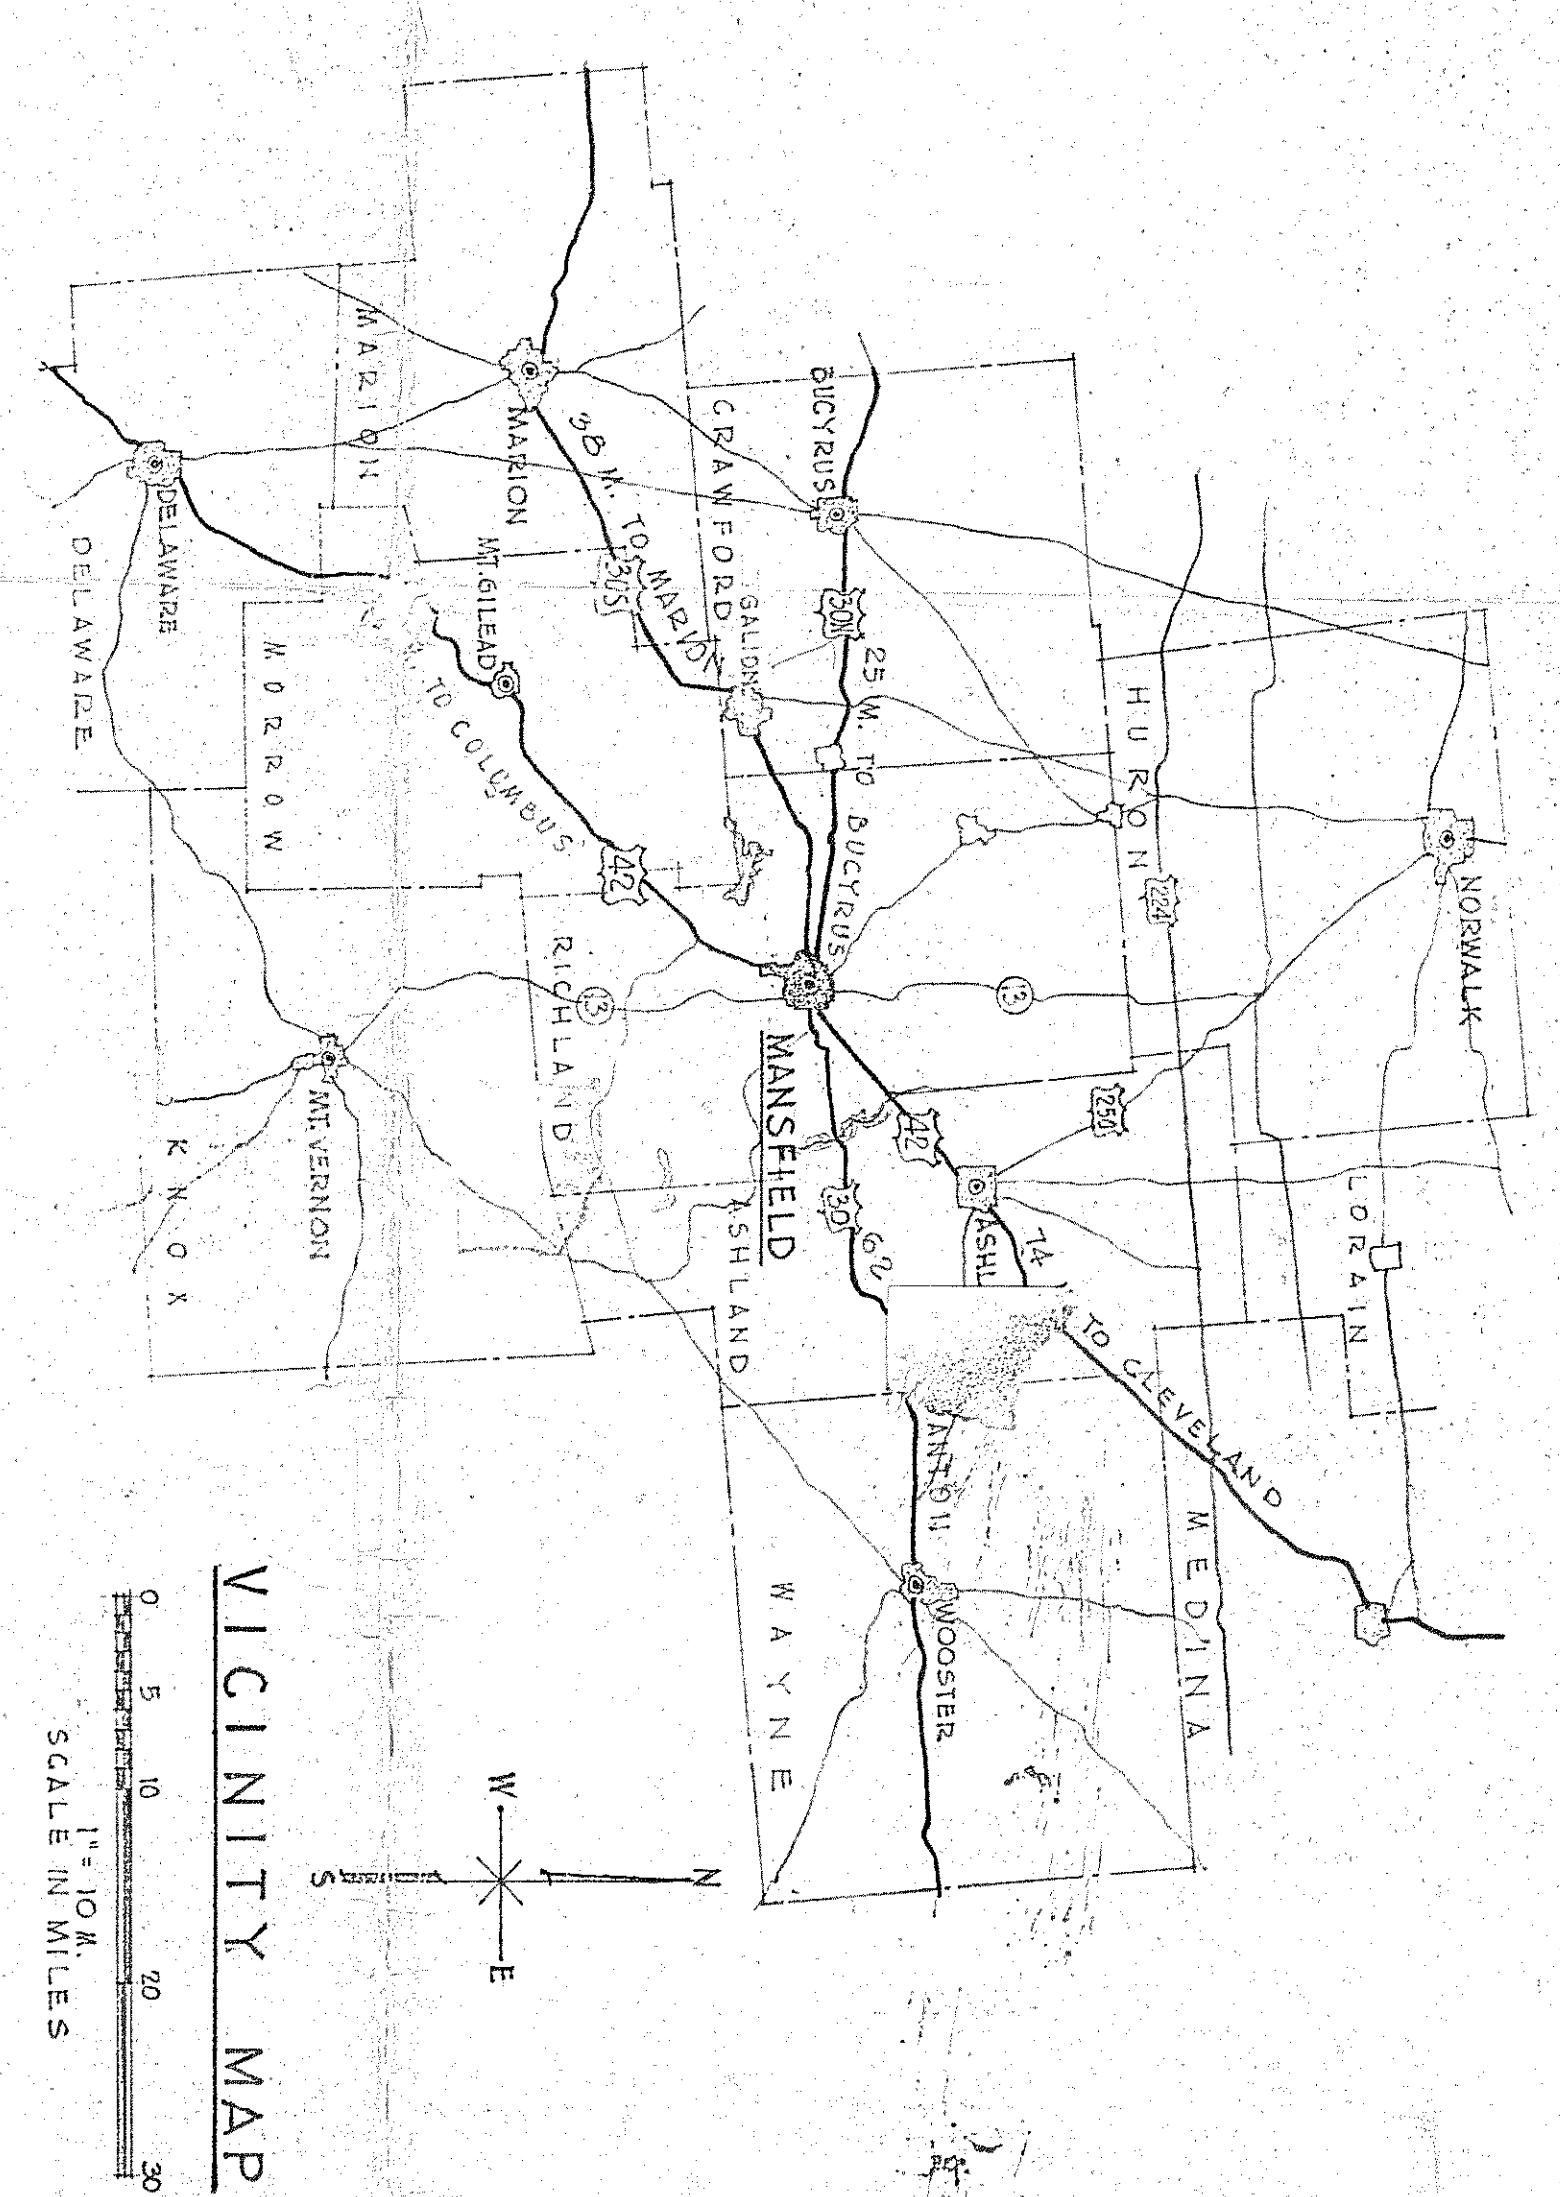 NORWALK
LORAIN
HURON
224
250
TO CLEVELAND
MEDINA
13
BUCYRUS
30N
25 M. TO BUCYRUS
42
ASHL
74
CRAWFORD
GALION
MANSFIELD
30
62
WOOSTER
ASHLAND
WAYNE
MARION
38 M. TO MARION
30S
MT. GILEAD
TO COLUMBUS
42
RICHLAND
13
MARION
MORROW
DELAWARE
DELAWARE
MT. VERNON
KNOX
N
W
E
S
VICINITY MAP
0 5 10 20 30
1" = 10 M.
SCALE IN MILES